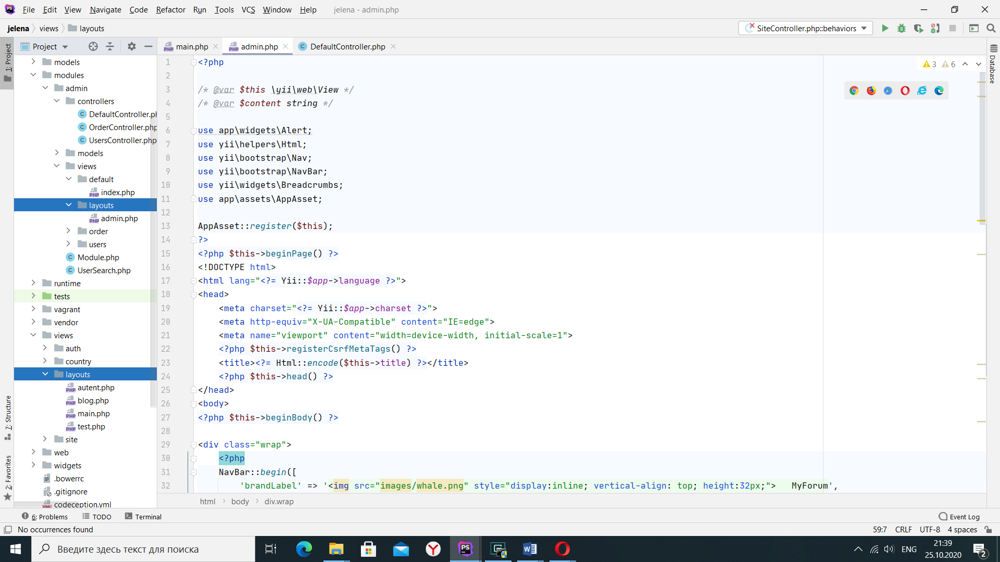 File Edit View Navigate Code Refactor Run Tools VCS Window Help jelena - admin.php
jelena views layouts SiteController.php::behaviors
Project main.php admin.php DefaultController.php
1: Project
7: Structure
2: Favorites
Database
models
modules
admin
controllers
DefaultController.ph
OrderController.php
UsersController.php
models
views
default
index.php
layouts
admin.php
order
users
Module.php
UserSearch.php
runtime
tests
vagrant
vendor
views
auth
country
layouts
autent.php
blog.php
main.php
test.php
site
web
widgets
.bowerrc
.gitignore
codeception.yml
3 6
1 <?php
2
3 /* @var $this \yii\web\View */
4 /* @var $content string */
5
6 use app\widgets\Alert;
7 use yii\helpers\Html;
8 use yii\bootstrap\Nav;
9 use yii\bootstrap\NavBar;
10 use yii\widgets\Breadcrumbs;
11 use app\assets\AppAsset;
12
13 AppAsset::register($this);
14 ?>
15 <?php $this->beginPage() ?>
16 <!DOCTYPE html>
17 <html lang="<?= Yii::$app->language ?>">
18 <head>
19 <meta charset="<?= Yii::$app->charset ?>">
20 <meta http-equiv="X-UA-Compatible" content="IE=edge">
21 <meta name="viewport" content="width=device-width, initial-scale=1">
22 <?php $this->registerCsrfMetaTags() ?>
23 <title><?= Html::encode($this->title) ?></title>
24 <?php $this->head() ?>
25 </head>
26 <body>
27 <?php $this->beginBody() ?>
28
29 <div class="wrap">
30 <?php
31 NavBar::begin([
32 'brandLabel' => '<img src="images/whale.png" style="display:inline; vertical-align: top; height:32px;"> MyForum',
html body div.wrap
6: Problems TODO Terminal Event Log
No occurrences found 59:7 CRLF UTF-8 4 spaces
Введите здесь текст для поиска ENG 21:39
25.10.2020 2